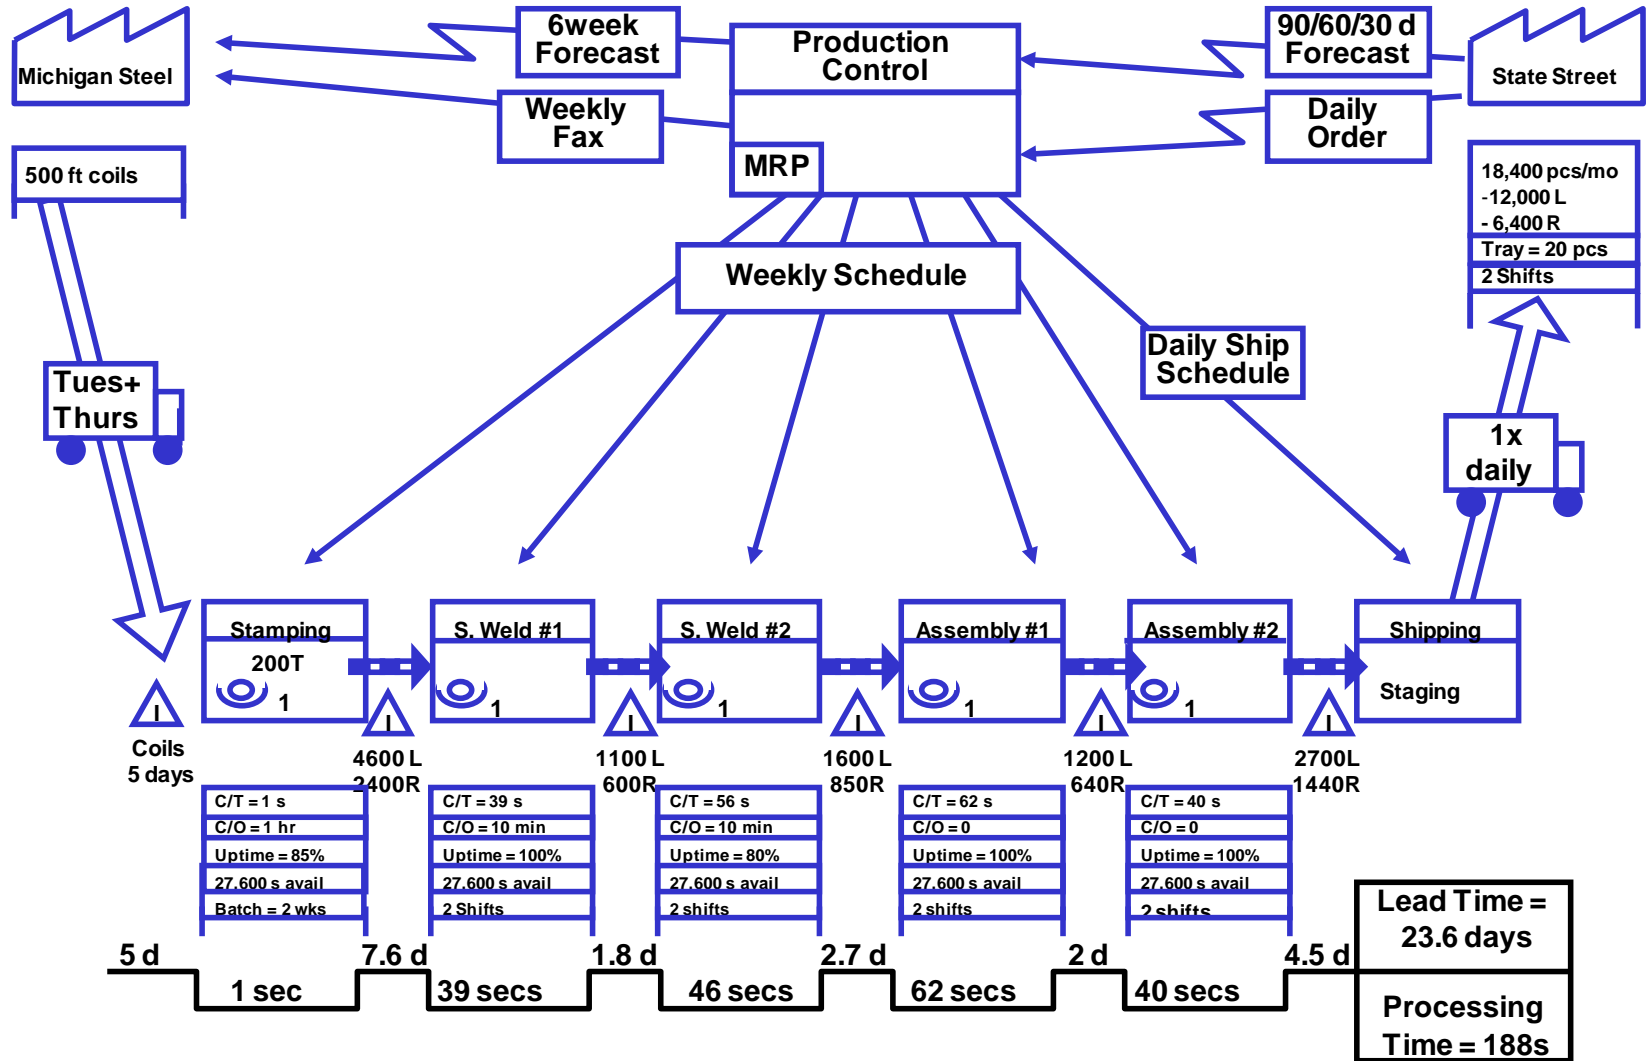 6week
Forecast
90/60/30 d
Forecast
Production
Control
Michigan Steel
State Street
Weekly
Fax
Daily
Order
MRP
500 ft coils
18,400 pcs/mo
-12,000 L
- 6,400 R
Tray = 20 pcs
2 Shifts
Weekly Schedule
Daily Ship
Schedule
Tues+
Thurs
1x
daily
Stamping
200T
1
S. Weld #1
1
S. Weld #2
1
Assembly #1
1
Assembly #2
1
Shipping
Staging
I
Coils
5 days
I
4600 L
2400R
I
1100 L
600R
I
1600 L
850R
I
1200 L
640R
I
2700L
1440R
C/T = 1 s
C/O = 1 hr
Uptime = 85%
27.600 s avail
Batch = 2 wks
C/T = 39 s
C/O = 10 min
Uptime = 100%
27.600 s avail
2 Shifts
C/T = 56 s
C/O = 10 min
Uptime = 80%
27.600 s avail
2 shifts
C/T = 62 s
C/O = 0
Uptime = 100%
27.600 s avail
2 shifts
C/T = 40 s
C/O = 0
Uptime = 100%
27.600 s avail
2 shifts
5 d
7.6 d
1.8 d
2.7 d
2 d
4.5 d
1 sec
39 secs
46 secs
62 secs
40 secs
Lead Time =
23.6 days
Processing
Time = 188s